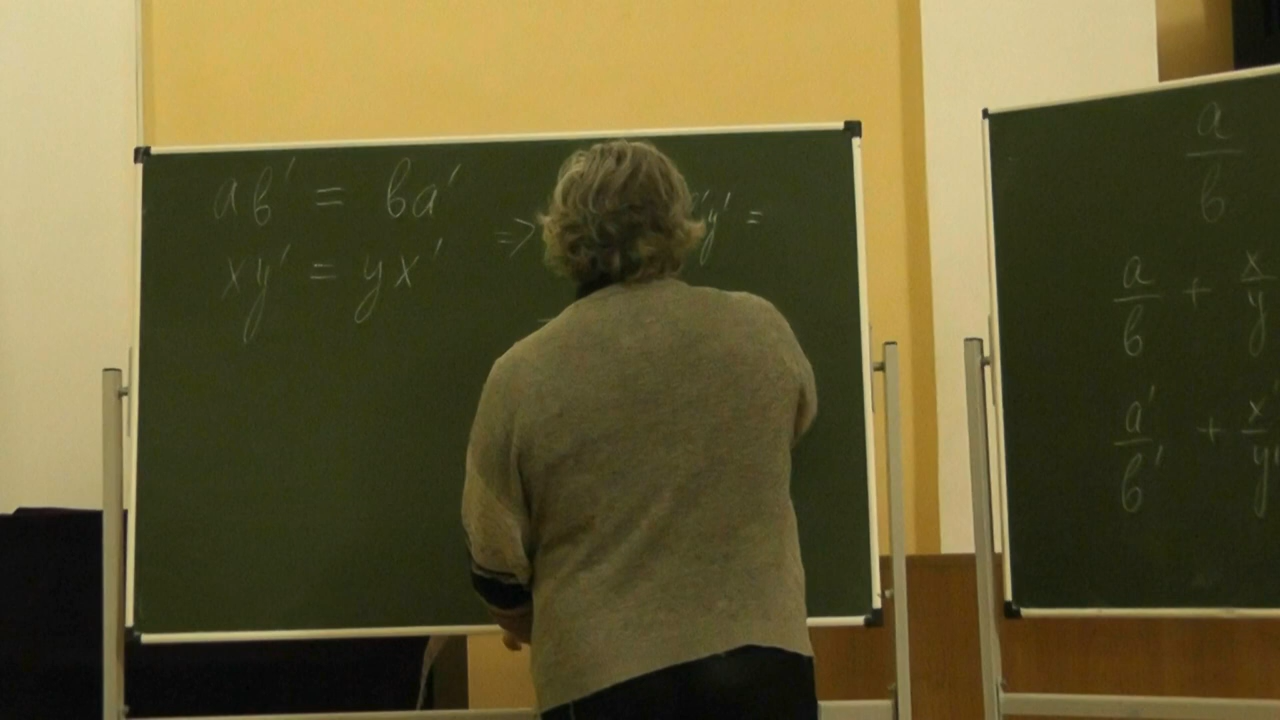 ab' = ba'
xy' = yx'
⇒ 'y' =
a/b
a/b + x/y
a'/b' + x/y'